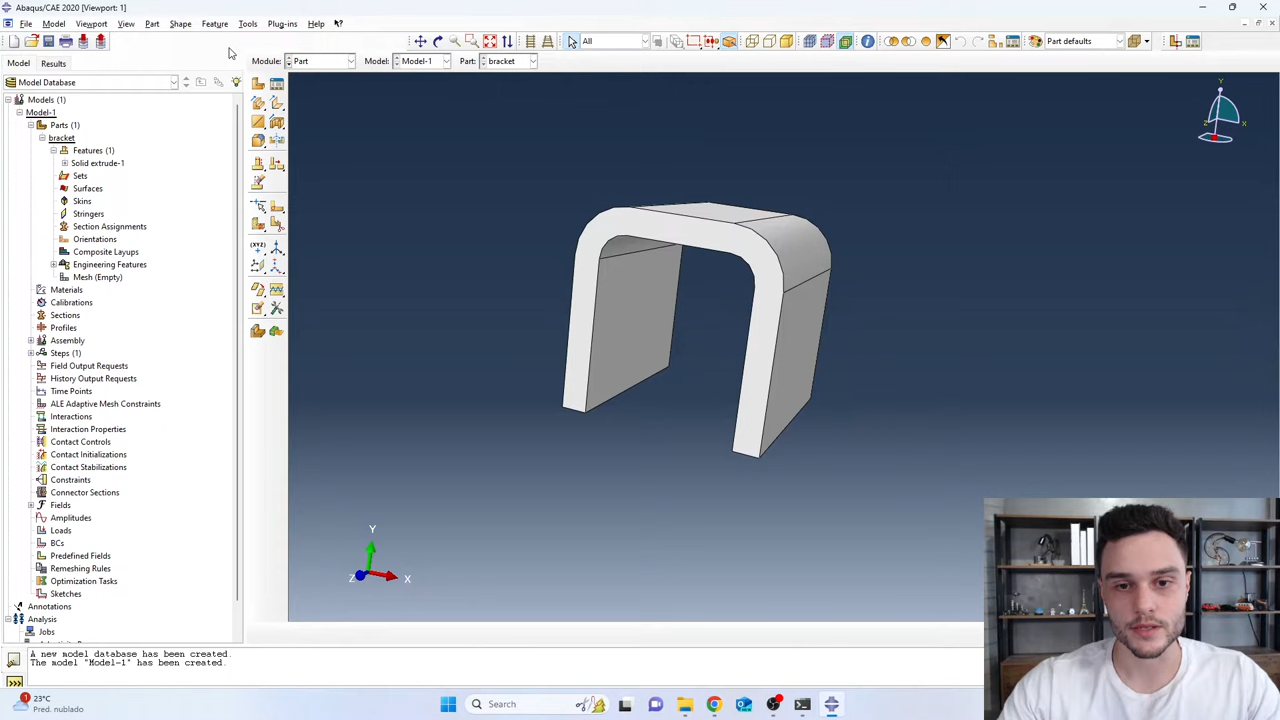 Abaqus/CAE 2020 [Viewport: 1]
File Model Viewport View Part Shape Feature Tools Plug-ins Help
All
Part defaults
Model Results
Module: Part Model: Model-1 Part: bracket
Model Database
Models (1)
Model-1
Parts (1)
bracket
Features (1)
Solid extrude-1
Sets
Surfaces
Skins
Stringers
Section Assignments
Orientations
Composite Layups
Engineering Features
Mesh (Empty)
Materials
Calibrations
Sections
Profiles
Assembly
Steps (1)
Field Output Requests
History Output Requests
Time Points
ALE Adaptive Mesh Constraints
Interactions
Interaction Properties
Contact Controls
Contact Initializations
Contact Stabilizations
Constraints
Connector Sections
Fields
Amplitudes
Loads
BCs
Predefined Fields
Remeshing Rules
Optimization Tasks
Sketches
Annotations
Analysis
Jobs
(XYZ)
Y
Z
X
Y
Z
X
A new model database has been created.
The model "Model-1" has been created.
>>>
1
23°C
Pred. nublado
Search